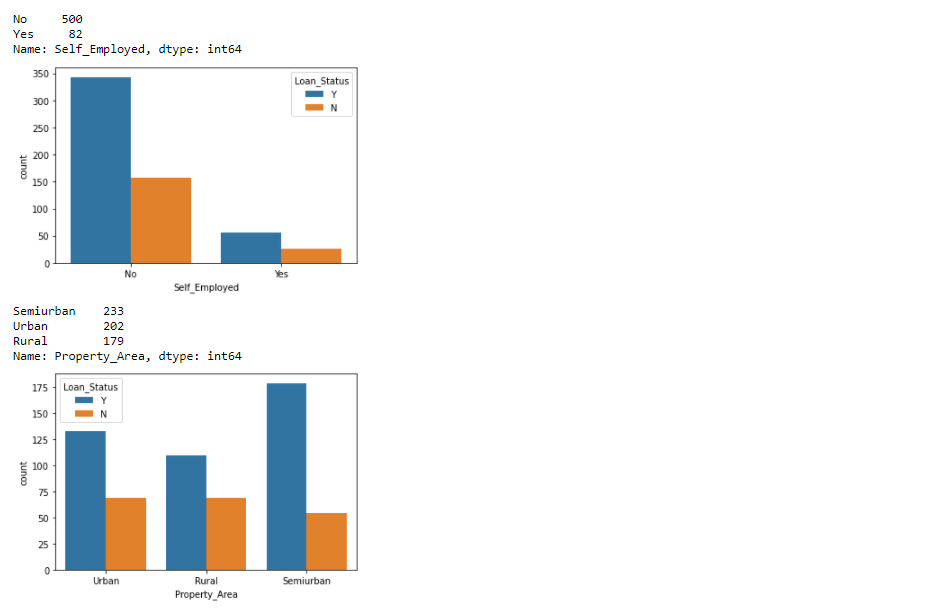 No 500
Yes 82
Name: Self_Employed, dtype: int64
350
300
250
200
150
100
50
0
count
Loan_Status
Y
N
No Yes
Self_Employed
Semiurban 233
Urban 202
Rural 179
Name: Property_Area, dtype: int64
175
150
125
100
75
50
25
0
count
Loan_Status
Y
N
Urban Rural Semiurban
Property_Area